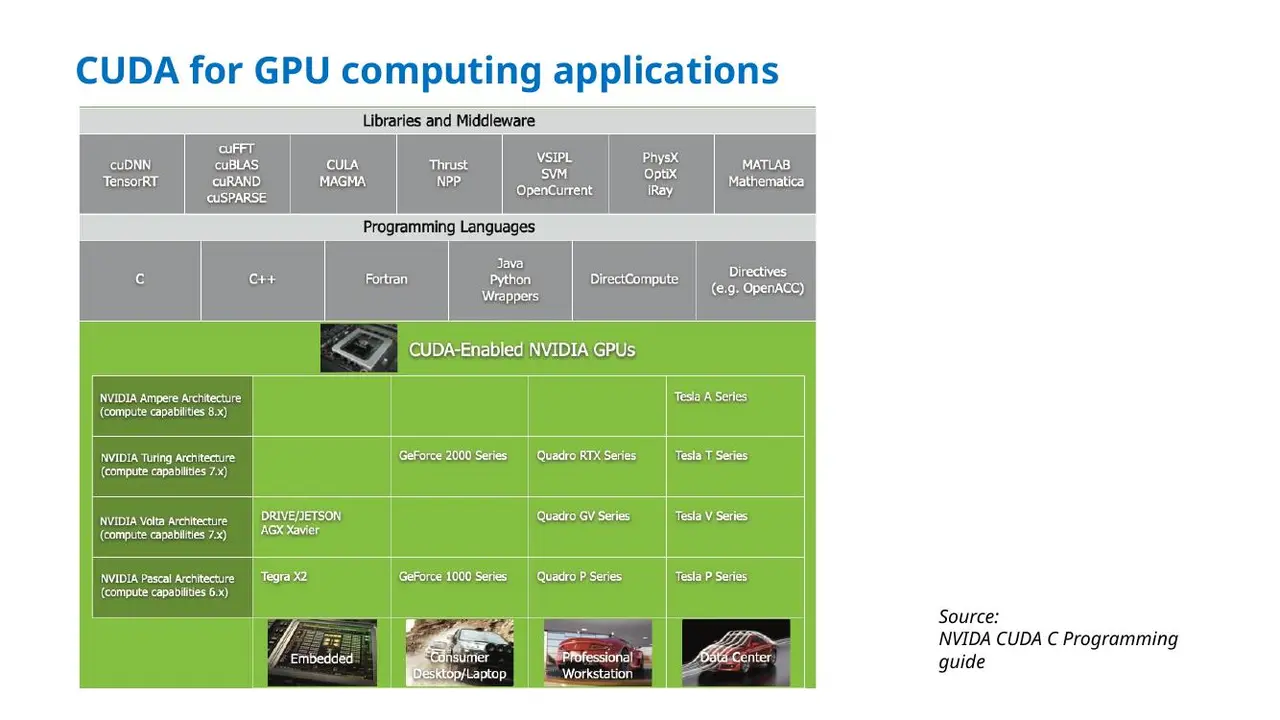 CUDA for GPU computing applications
Libraries and Middleware
cuDNN
TensorRT
cuFFT
cuBLAS
cuRAND
cuSPARSE
CULA
MAGMA
Thrust
NPP
VSIPL
SVM
OpenCurrent
PhysX
OptiX
iRay
MATLAB
Mathematica
Programming Languages
C
C++
Fortran
Java
Python
Wrappers
DirectCompute
Directives
(e.g. OpenACC)
CUDA-Enabled NVIDIA GPUs
NVIDIA Ampere Architecture
(compute capabilities 8.x)
Tesla A Series
NVIDIA Turing Architecture
(compute capabilities 7.x)
GeForce 2000 Series
Quadro RTX Series
Tesla T Series
NVIDIA Volta Architecture
(compute capabilities 7.x)
DRIVE/JETSON
AGX Xavier
Quadro GV Series
Tesla V Series
NVIDIA Pascal Architecture
(compute capabilities 6.x)
Tegra X2
GeForce 1000 Series
Quadro P Series
Tesla P Series
Embedded
Consumer
Desktop/Laptop
Professional
Workstation
Data Center
Source:
NVIDA CUDA C Programming
guide